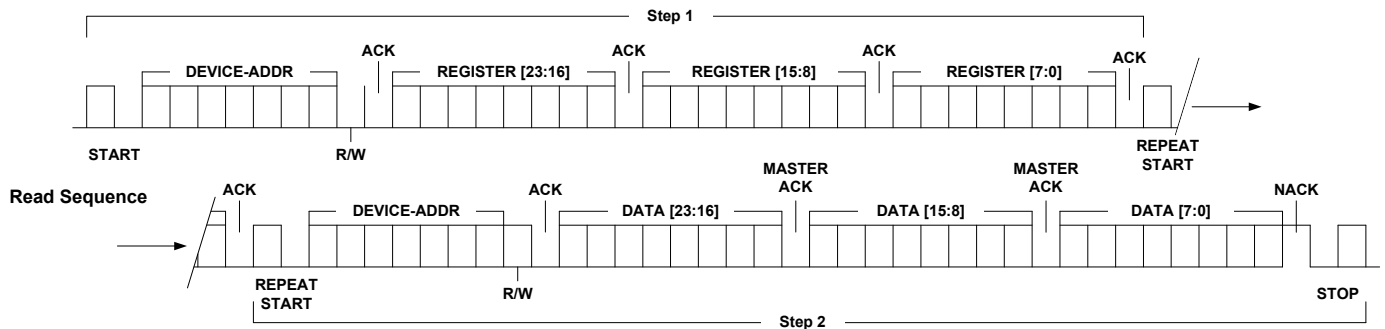 Step 1
ACK ACK ACK ACK
DEVICE-ADDR REGISTER [23:16] REGISTER [15:8] REGISTER [7:0]
START R/W REPEAT
START
MASTER
ACK
MASTER
ACK
Read Sequence ACK ACK NACK
DEVICE-ADDR DATA [23:16] DATA [15:8] DATA [7:0]
REPEAT
START
R/W STOP
Step 2